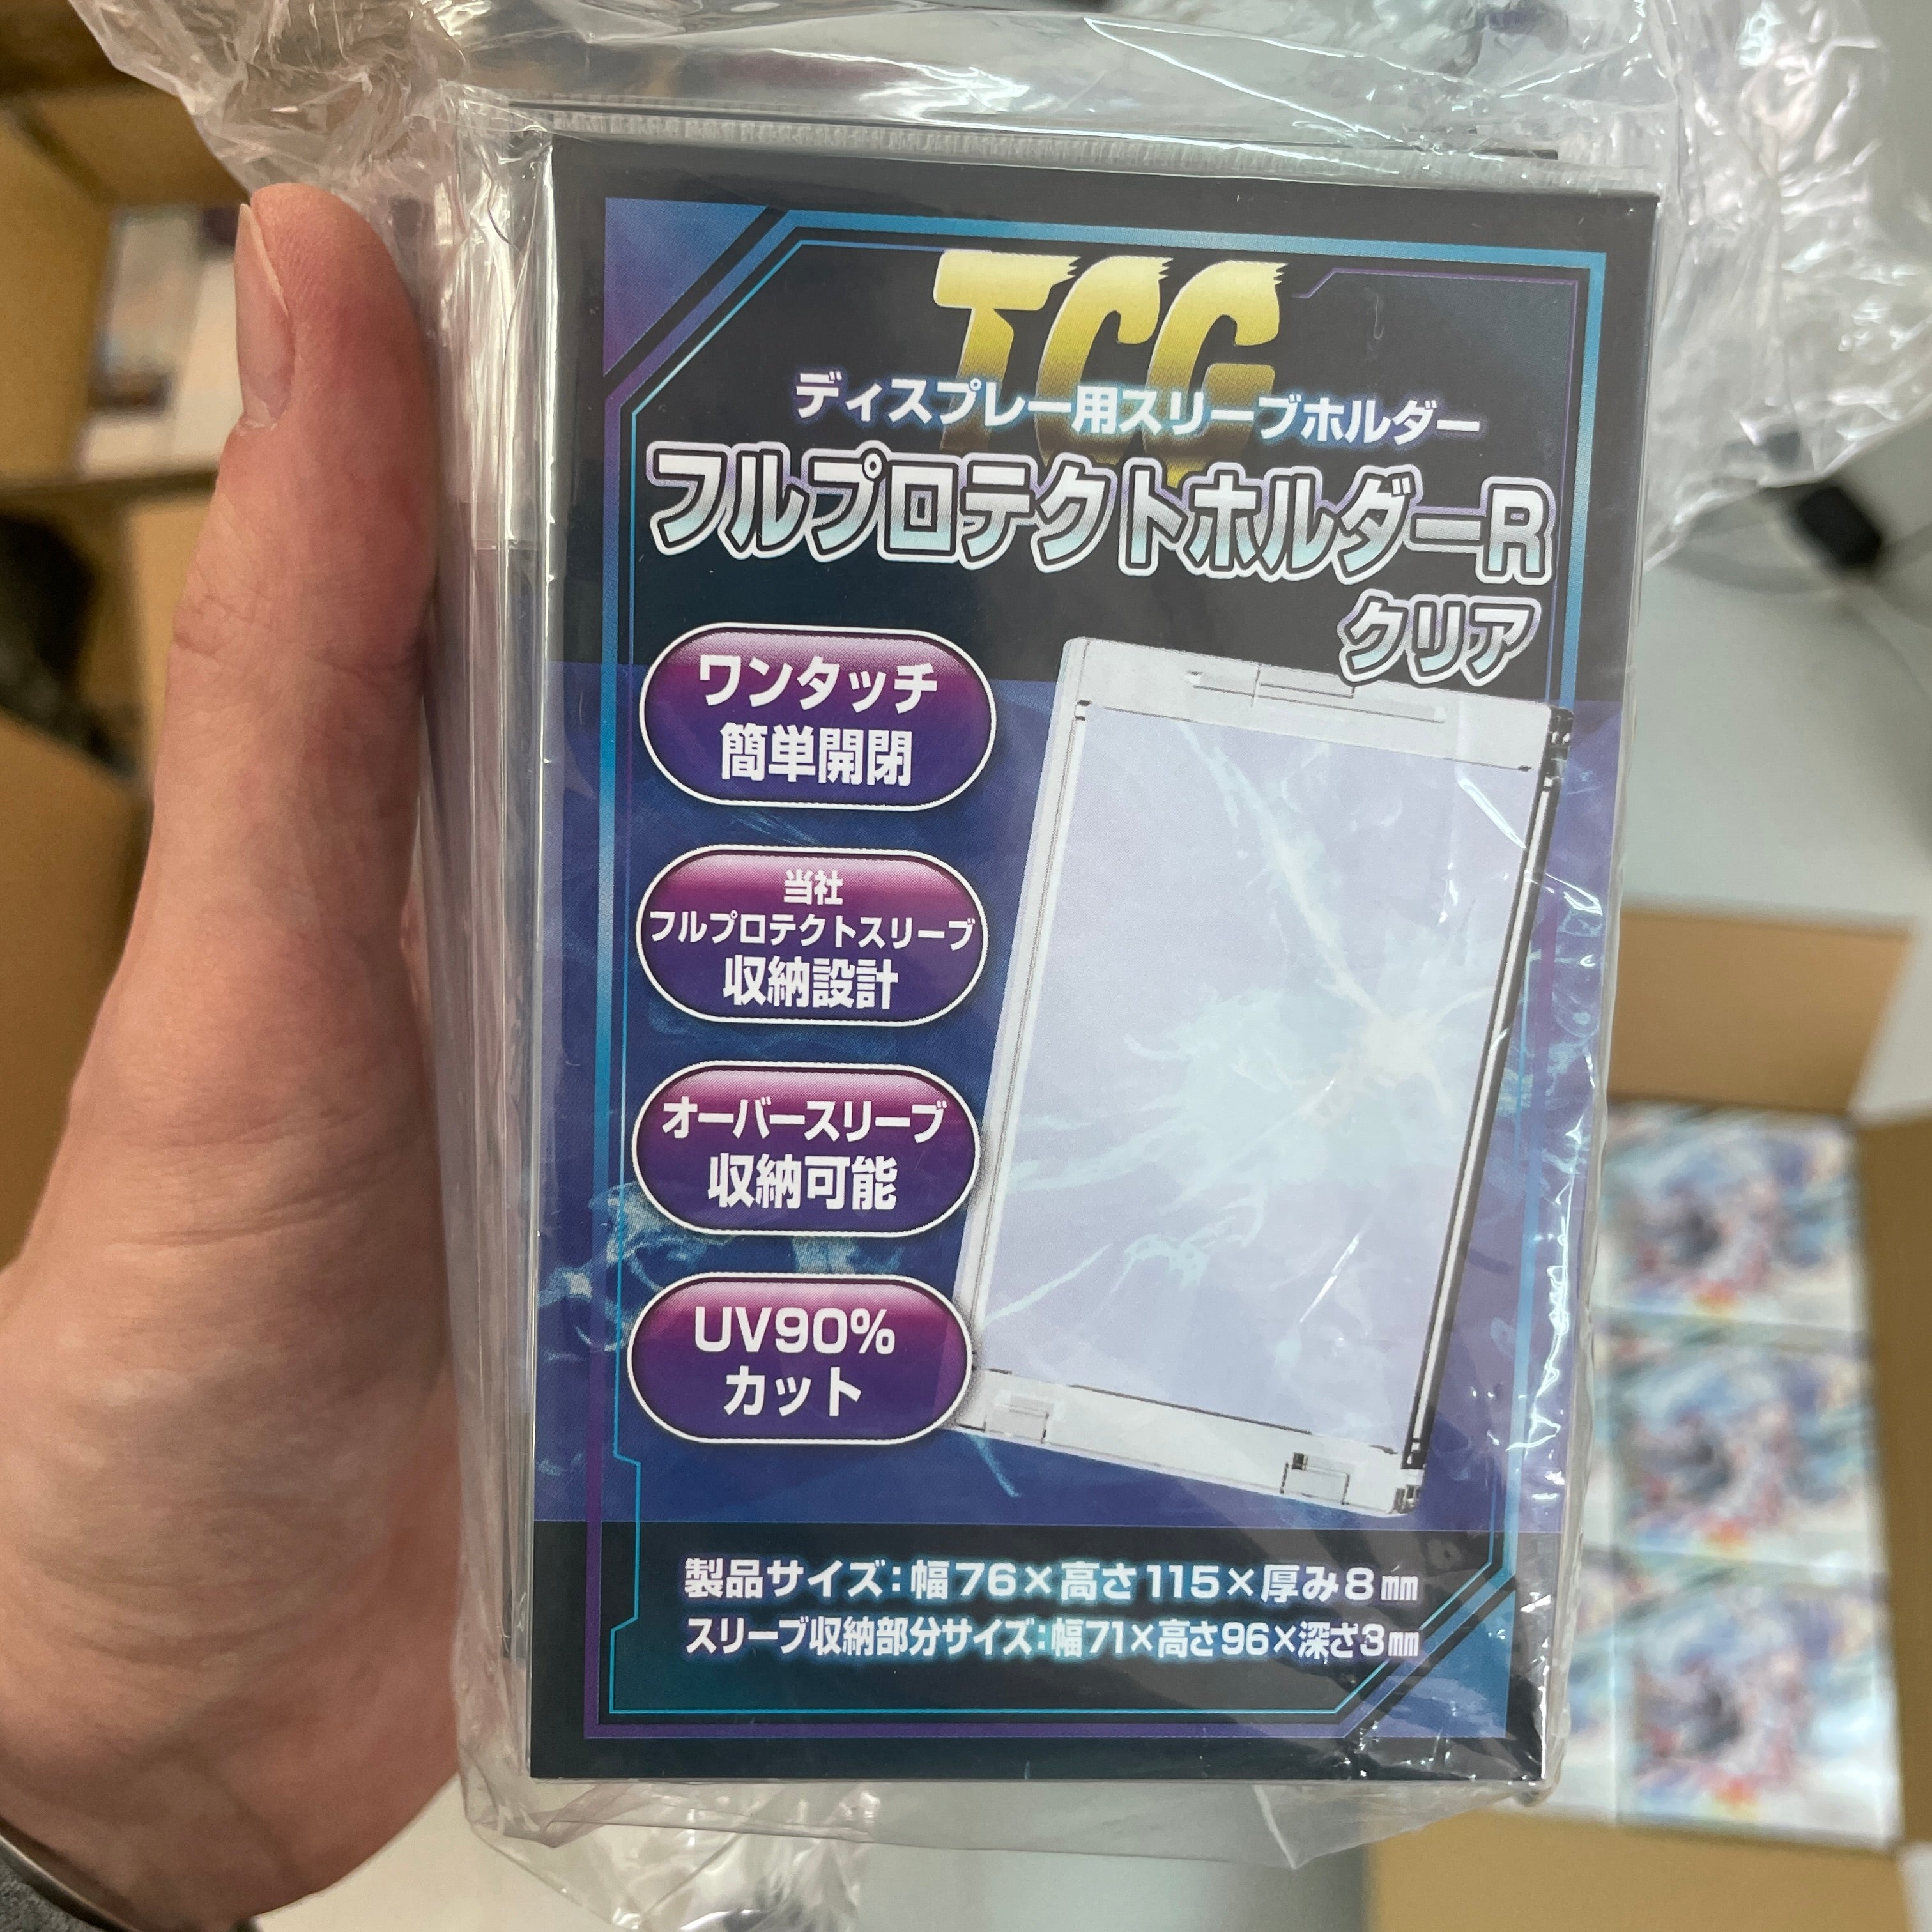 TCG
ディスプレー用スリーブホルダー
フルプロテクトホルダーR
クリア
ワンタッチ
簡単開閉
当社
フルプロテクトスリーブ
収納設計
オーバースリーブ
収納可能
UV90%
カット
製品サイズ:幅76×高さ115×厚み8㎜
スリーブ収納部分サイズ:幅71×高さ96×深さ3㎜